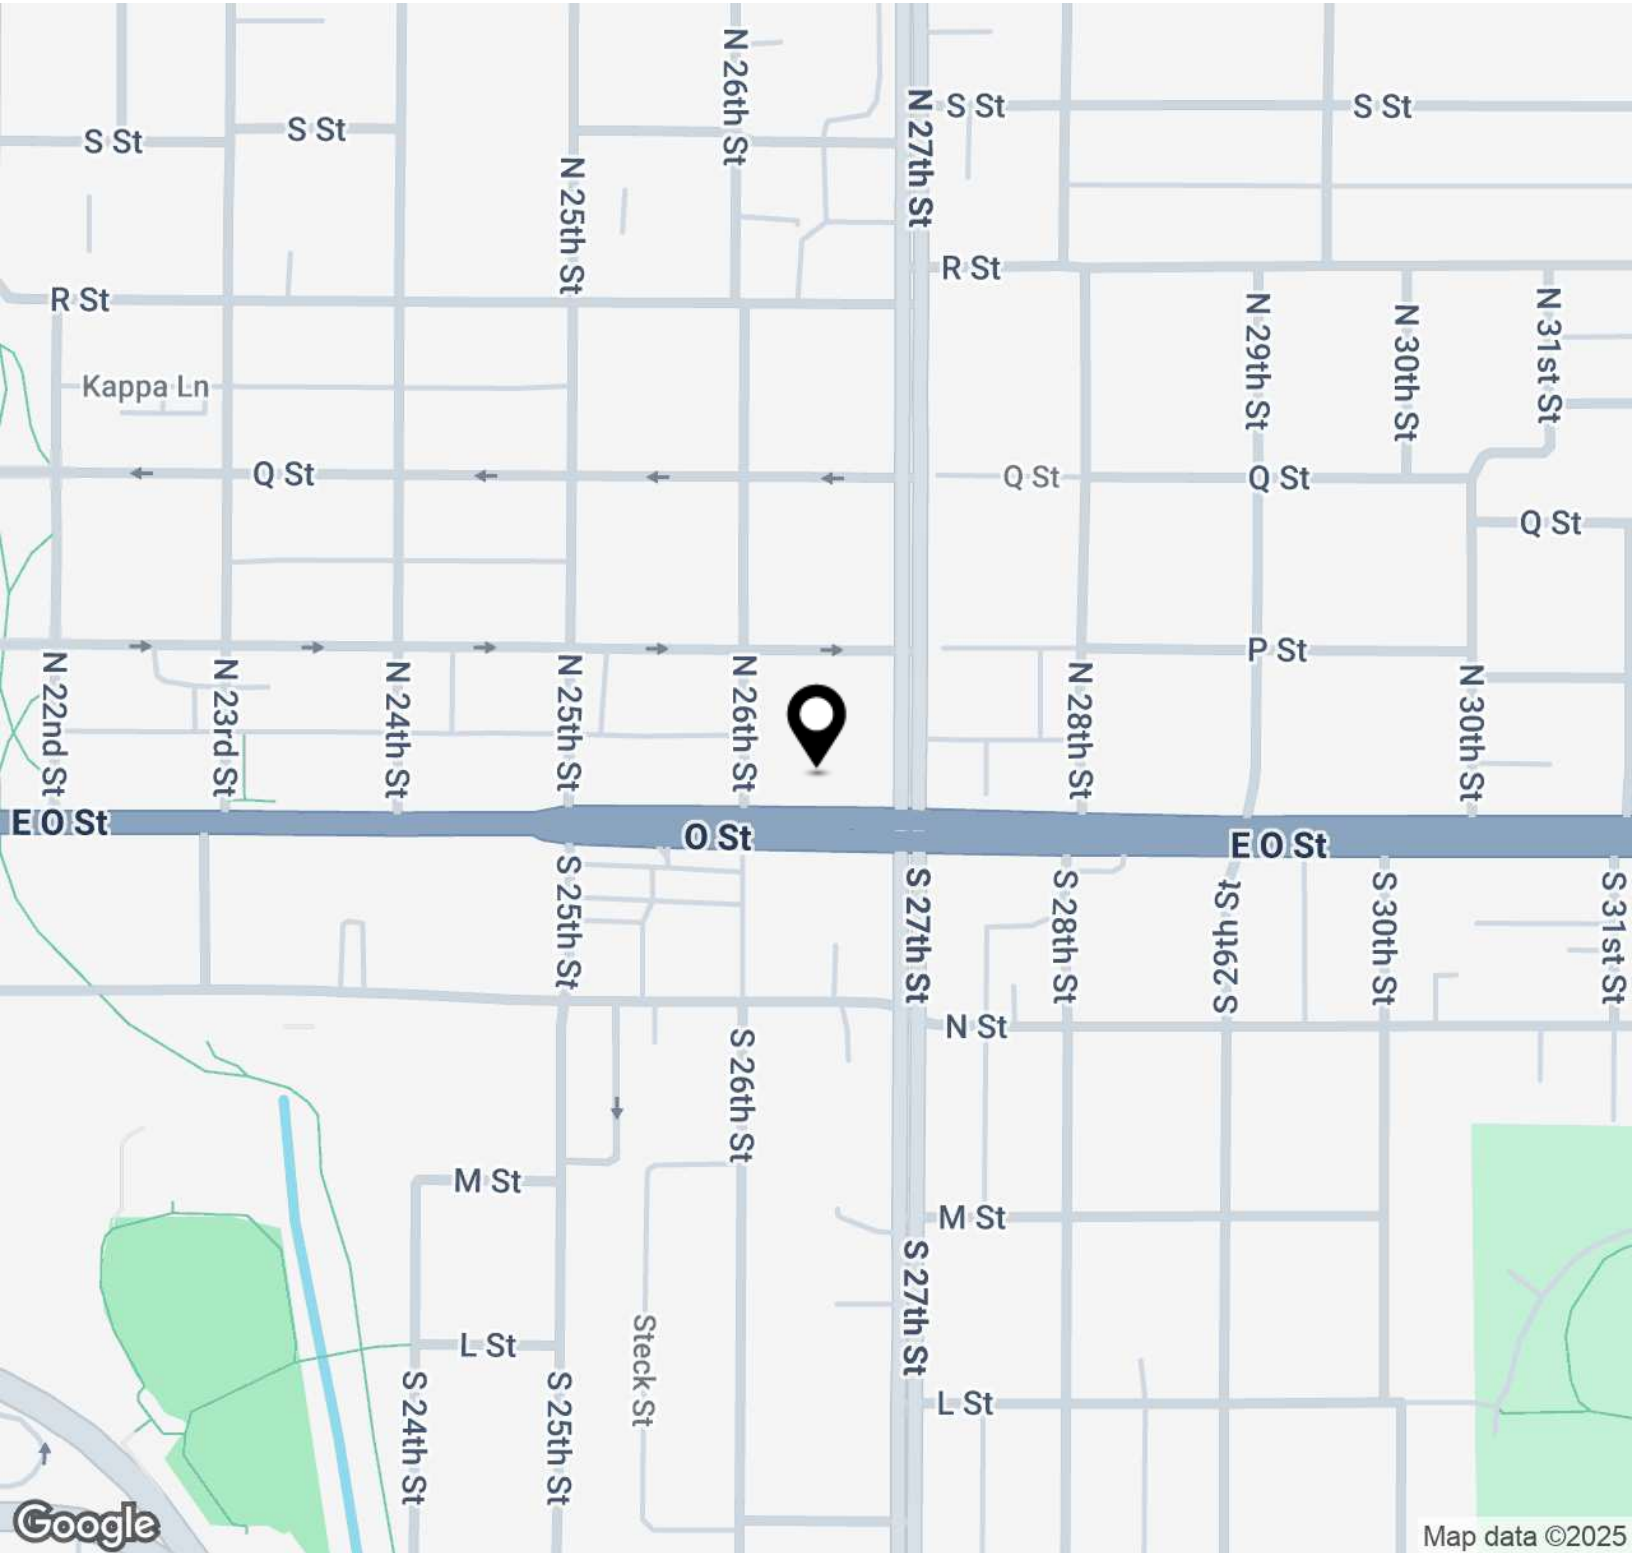 N 26th St
N 27th St
S St
S St
S St
S St
N 25th St
R St
R St
N 29th St
N 30th St
N 31st St
Kappa Ln
Q St
Q St
Q St
Q St
P St
N 22nd St
N 23rd St
N 24th St
N 25th St
N 26th St
N 28th St
N 30th St
E O St
O St
E O St
S 25th St
S 27th St
S 28th St
S 29th St
S 30th St
S 31st St
N St
S 26th St
M St
M St
S 27th St
L St
Steck St
S 24th St
S 25th St
L St
Google
Map data ©2025